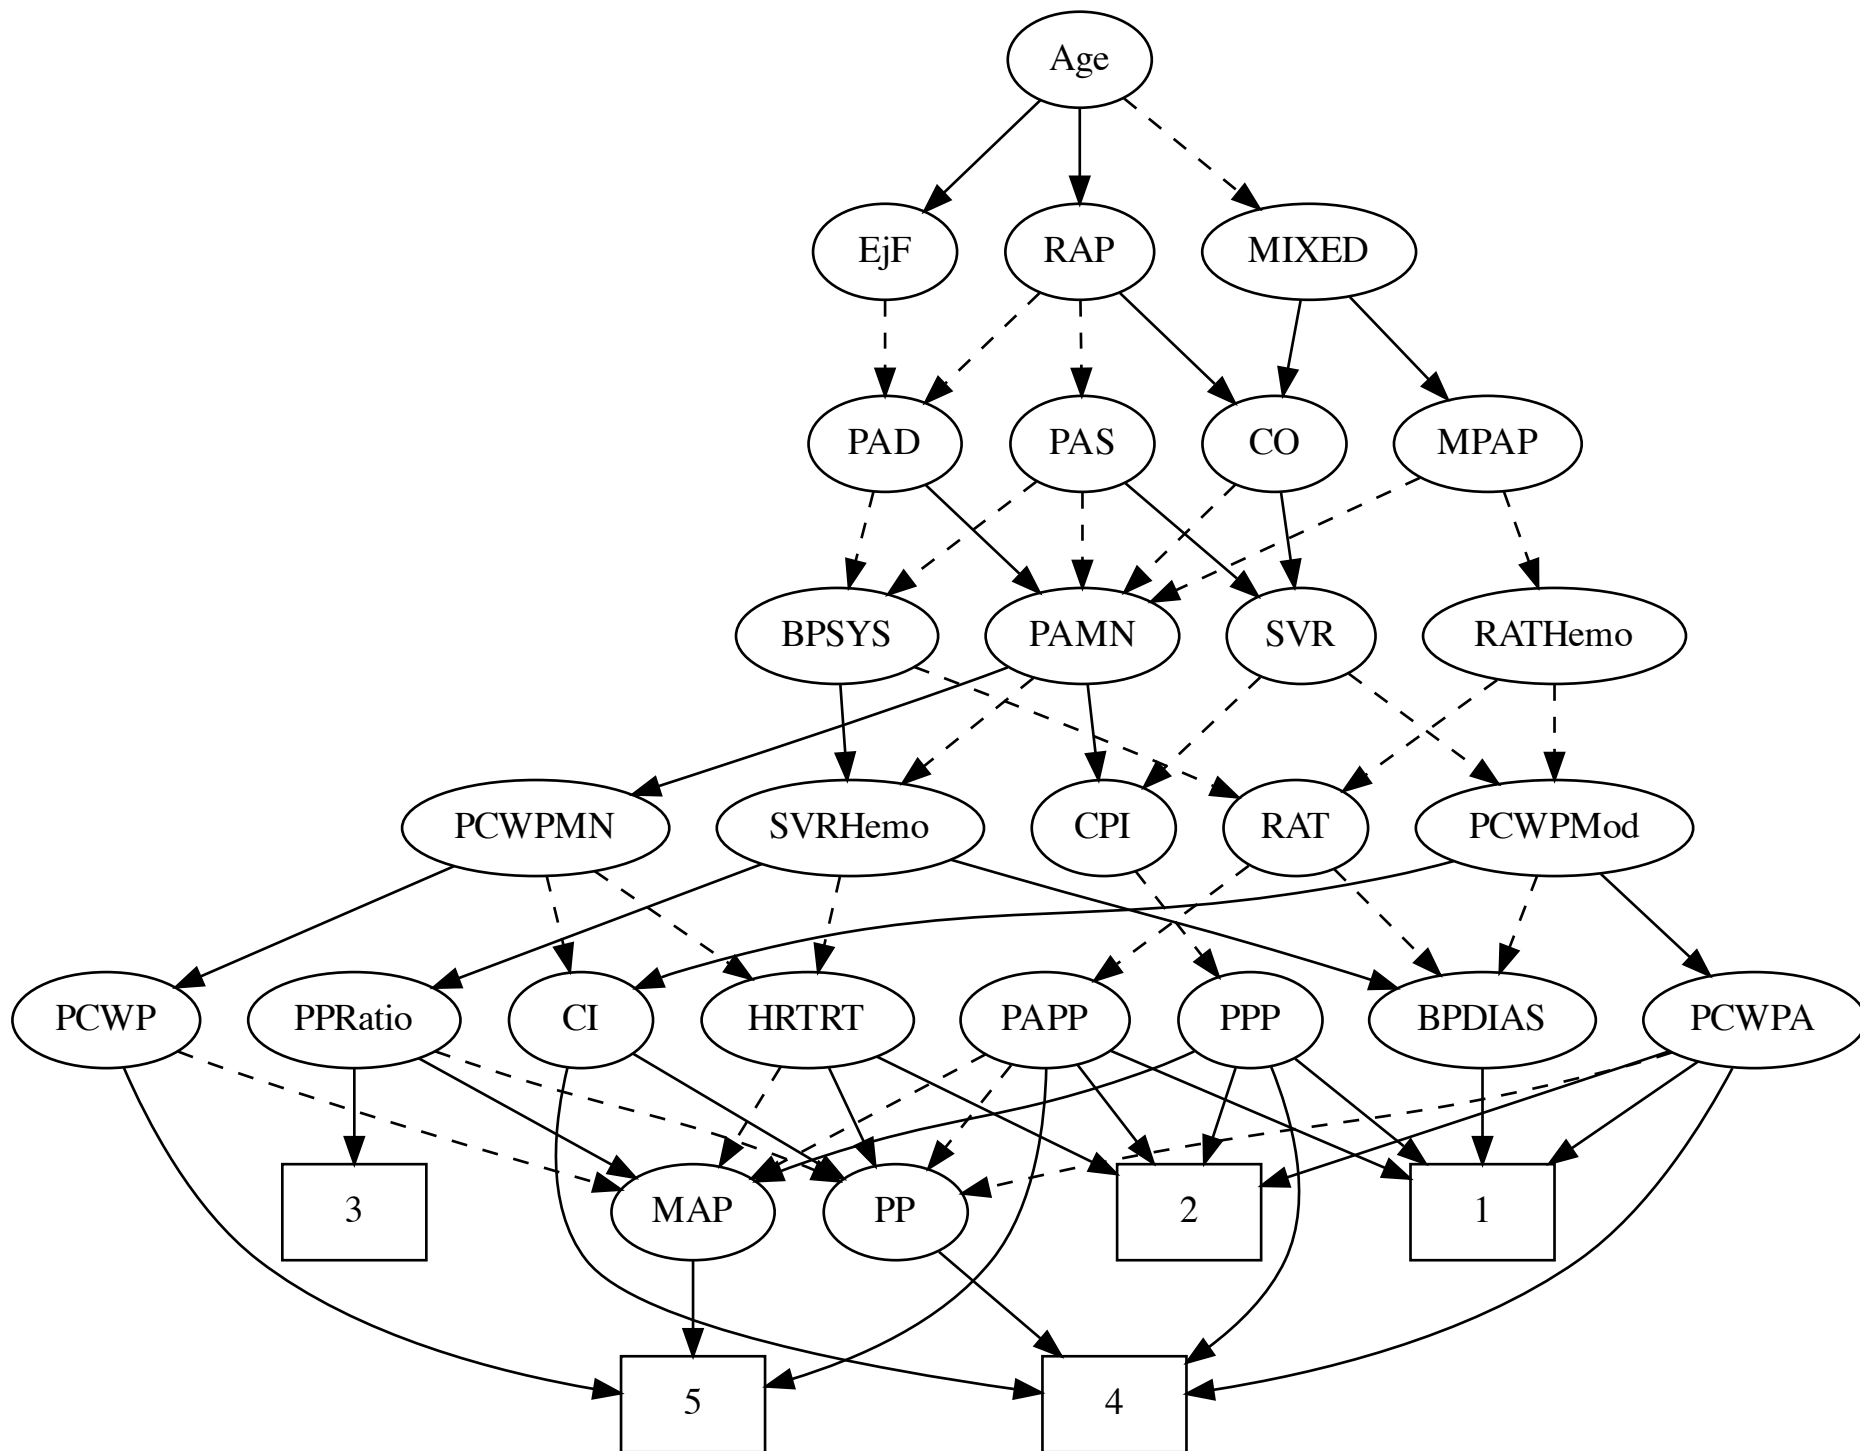 Age
EjF
RAP
MIXED
PAD
PAS
CO
MPAP
BPSYS
PAMN
SVR
RATHemo
PCWPMN
SVRHemo
CPI
RAT
PCWPMod
PCWP
PPRatio
CI
HRTRT
PAPP
PPP
BPDIAS
PCWPA
3
MAP
PP
2
1
5
4